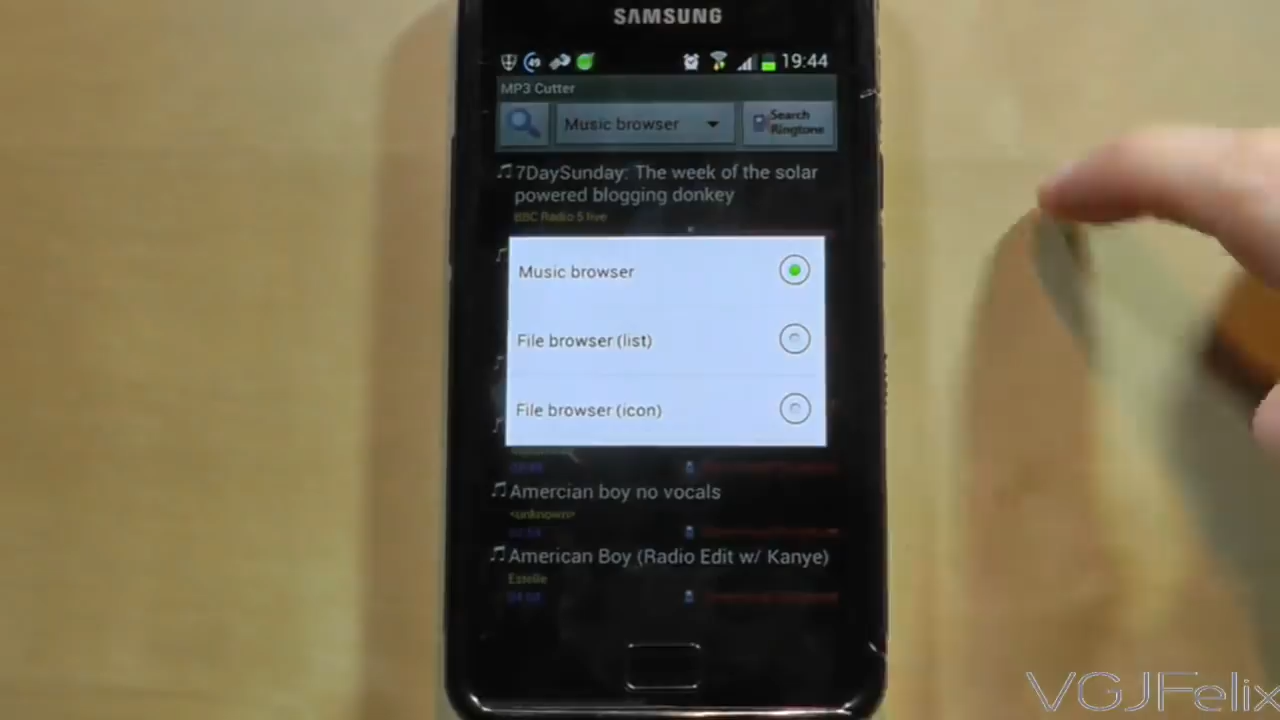 SAMSUNG
19:44
MP3 Cutter
Music browser
Search
Ringtone
7DaySunday: The week of the solar
powered blogging donkey
BBC Radio 5 live
Music browser
File browser (list)
File browser (icon)
Amercian boy no vocals
<unknown>
American Boy (Radio Edit w/ Kanye)
Estelle
VGJFelix